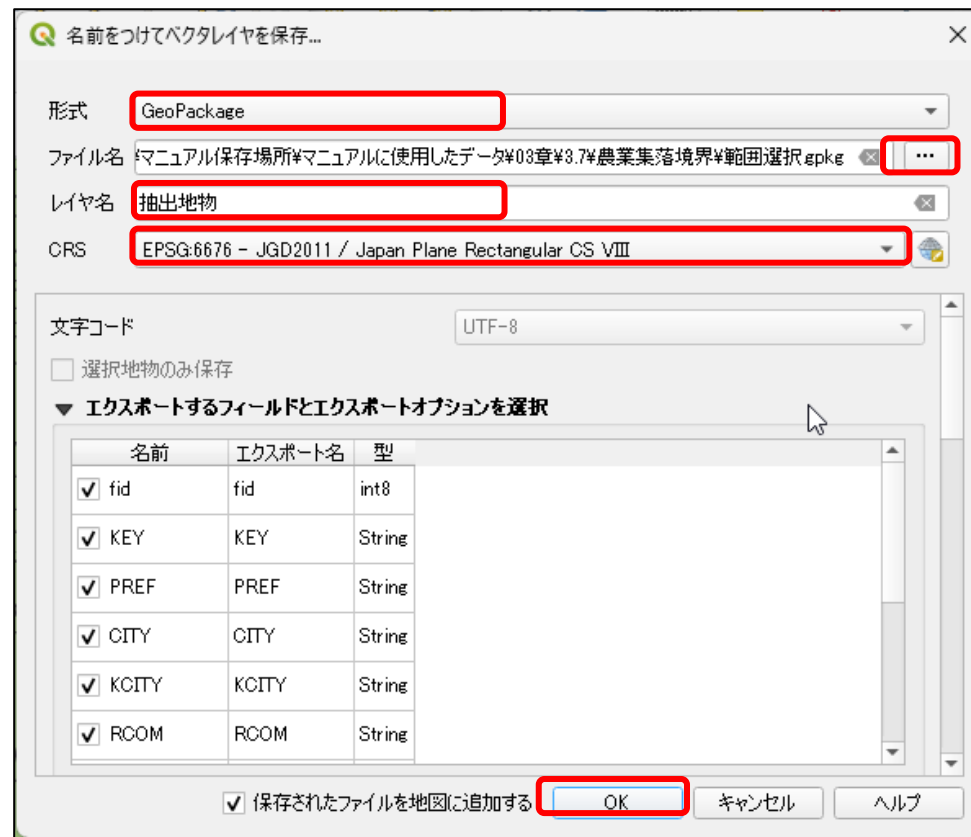 名前をつけてベクタレイヤを保存...
形式 GeoPackage
ファイル名 ¥マニュアル保存場所¥マニュアルに使用したデータ¥03章¥3.7¥農業集落境界¥範囲選択.gpkg ...
レイヤ名 抽出地物
CRS EPSG:6676 - JGD2011 / Japan Plane Rectangular CS VIII
文字コード UTF-8
選択地物のみ保存
エクスポートするフィールドとエクスポートオプションを選択
名前 エクスポート名 型
fid fid int8
KEY KEY String
PREF PREF String
CITY CITY String
KCITY KCITY String
RCOM RCOM String
保存されたファイルを地図に追加する OK キャンセル ヘルプ